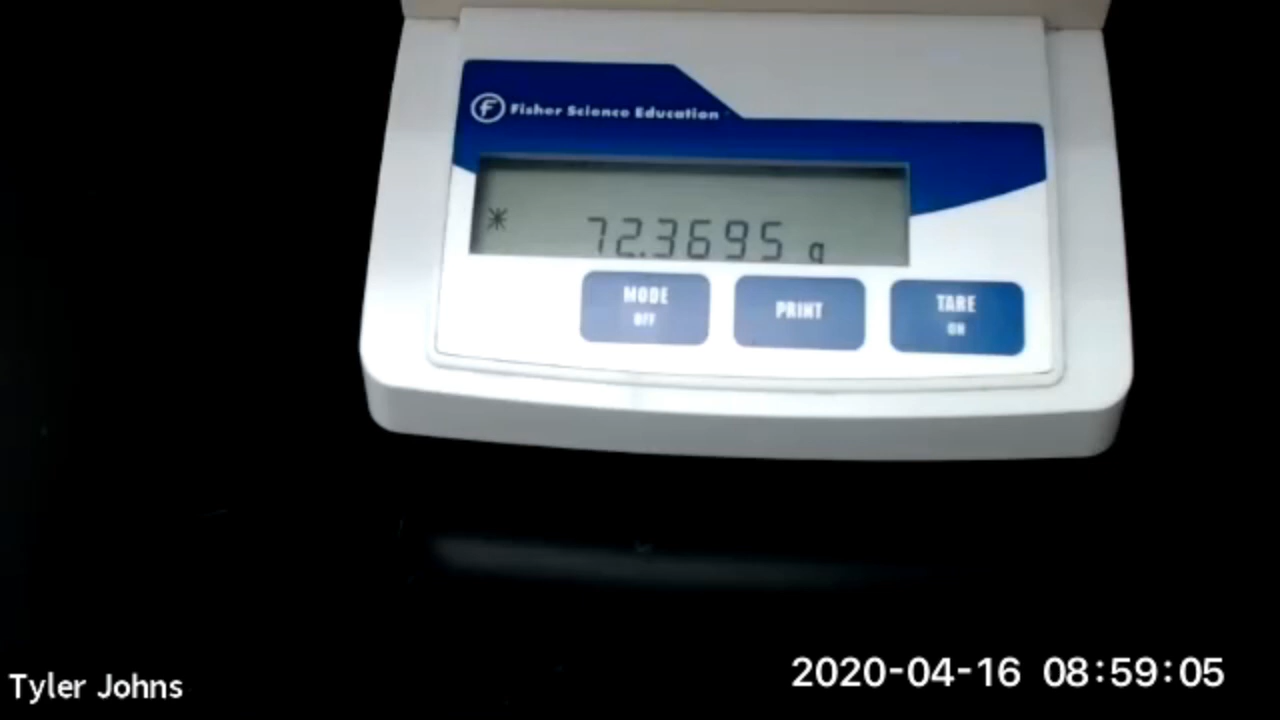 Fisher Science Education
* 72.3695 g
MODE
OFF
PRINT
TARE
ON
Tyler Johns
2020-04-16 08:59:05